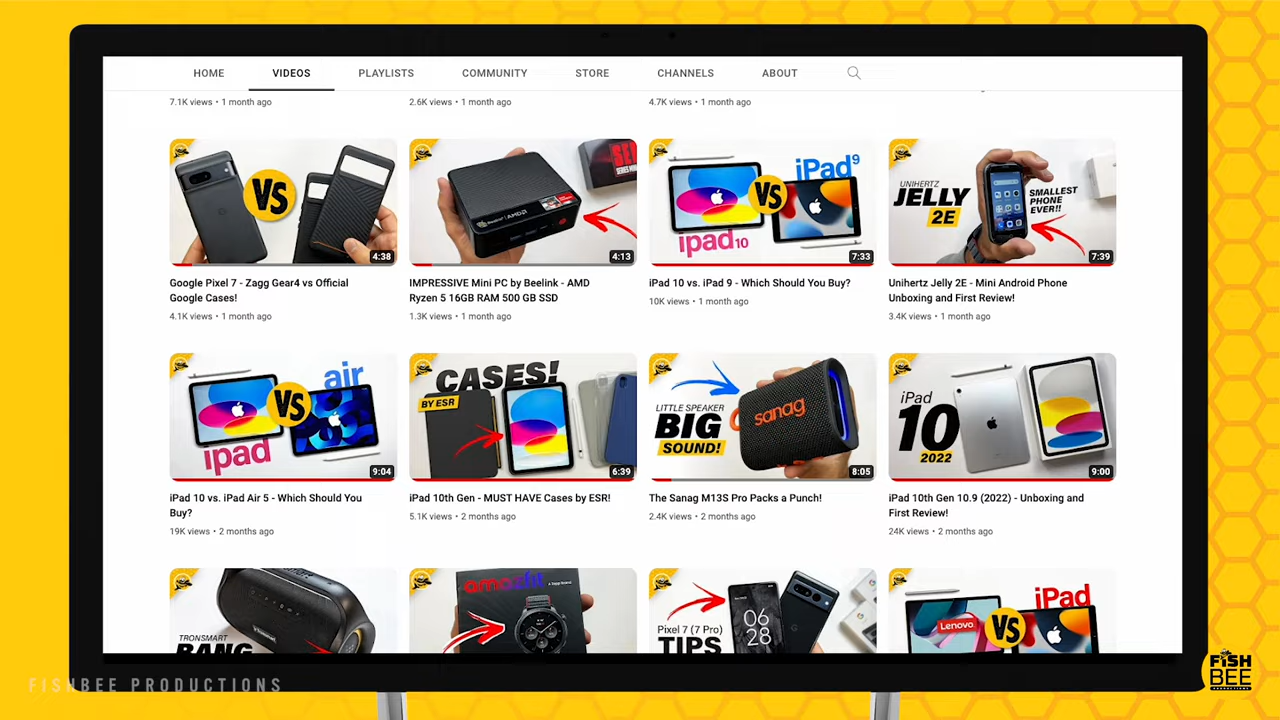 HOME VIDEOS PLAYLISTS COMMUNITY STORE CHANNELS ABOUT
7.1K views • 1 month ago
2.6K views • 1 month ago
4.7K views • 1 month ago
VS
4:38
Google Pixel 7 - Zagg Gear4 vs Official
Google Cases!
4.1K views • 1 month ago
AMD
4:13
IMPRESSIVE Mini PC by Beelink - AMD
Ryzen 5 16GB RAM 500 GB SSD
1.3K views • 1 month ago
iPad 9
VS
ipad 10
7:33
iPad 10 vs. iPad 9 - Which Should You Buy?
10K views • 1 month ago
UNIHERTZ
JELLY
2E
SMALLEST
PHONE
EVER!!
7:39
Unihertz Jelly 2E - Mini Android Phone
Unboxing and First Review!
3.4K views • 1 month ago
air
VS
ipad
9:04
iPad 10 vs. iPad Air 5 - Which Should You
Buy?
19K views • 2 months ago
CASES!
BY ESR
6:39
iPad 10th Gen - MUST HAVE Cases by ESR!
5.1K views • 2 months ago
LITTLE SPEAKER
BIG
SOUND!
sanag
8:05
The Sanag M13S Pro Packs a Punch!
2.4K views • 2 months ago
iPad
10
2022
9:00
iPad 10th Gen 10.9 (2022) - Unboxing and
First Review!
24K views • 2 months ago
TRONSMART
BANG
amazfit
Pixel 7 (7 Pro)
TIPS
06
28
iPad
Lenovo
VS
FISHBEE PRODUCTIONS
FISH
BEE